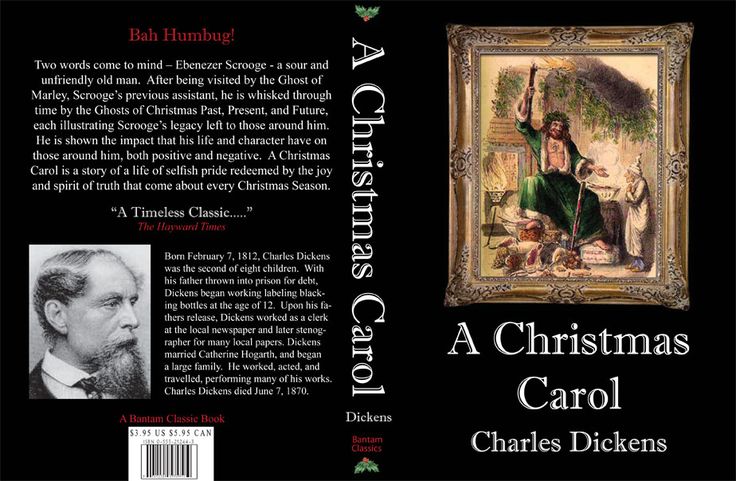 Bah Humbug!
Two words come to mind – Ebenezer Scrooge - a sour and
unfriendly old man. After being visited by the Ghost of
Marley, Scrooge's previous assistant, he is whisked through
time by the Ghosts of Christmas Past, Present, and Future,
each illustrating Scrooge's legacy left to those around him.
He is shown the impact that his life and character have on
those around him, both positive and negative. A Christmas
Carol is a story of a life of selfish pride redeemed by the joy
and spirit of truth that come about every Christmas Season.
“A Timeless Classic.....”
The Hayward Times
Born February 7, 1812, Charles Dickens
was the second of eight children. With
his father thrown into prison for debt,
Dickens began working labeling black-
ing bottles at the age of 12. Upon his fa-
thers release, Dickens worked as a clerk
at the local newspaper and later stenog-
rapher for many local papers. Dickens
married Catherine Hogarth, and began
a large family. He worked, acted, and
travelled, performing many of his works.
Charles Dickens died June 7, 1870.
A Bantam Classic Book
$3.95 US $5.95 CAN
ISBN 0-553-21244-3
A Christmas Carol
Dickens
Bantam
Classics
A Christmas
Carol
Charles Dickens